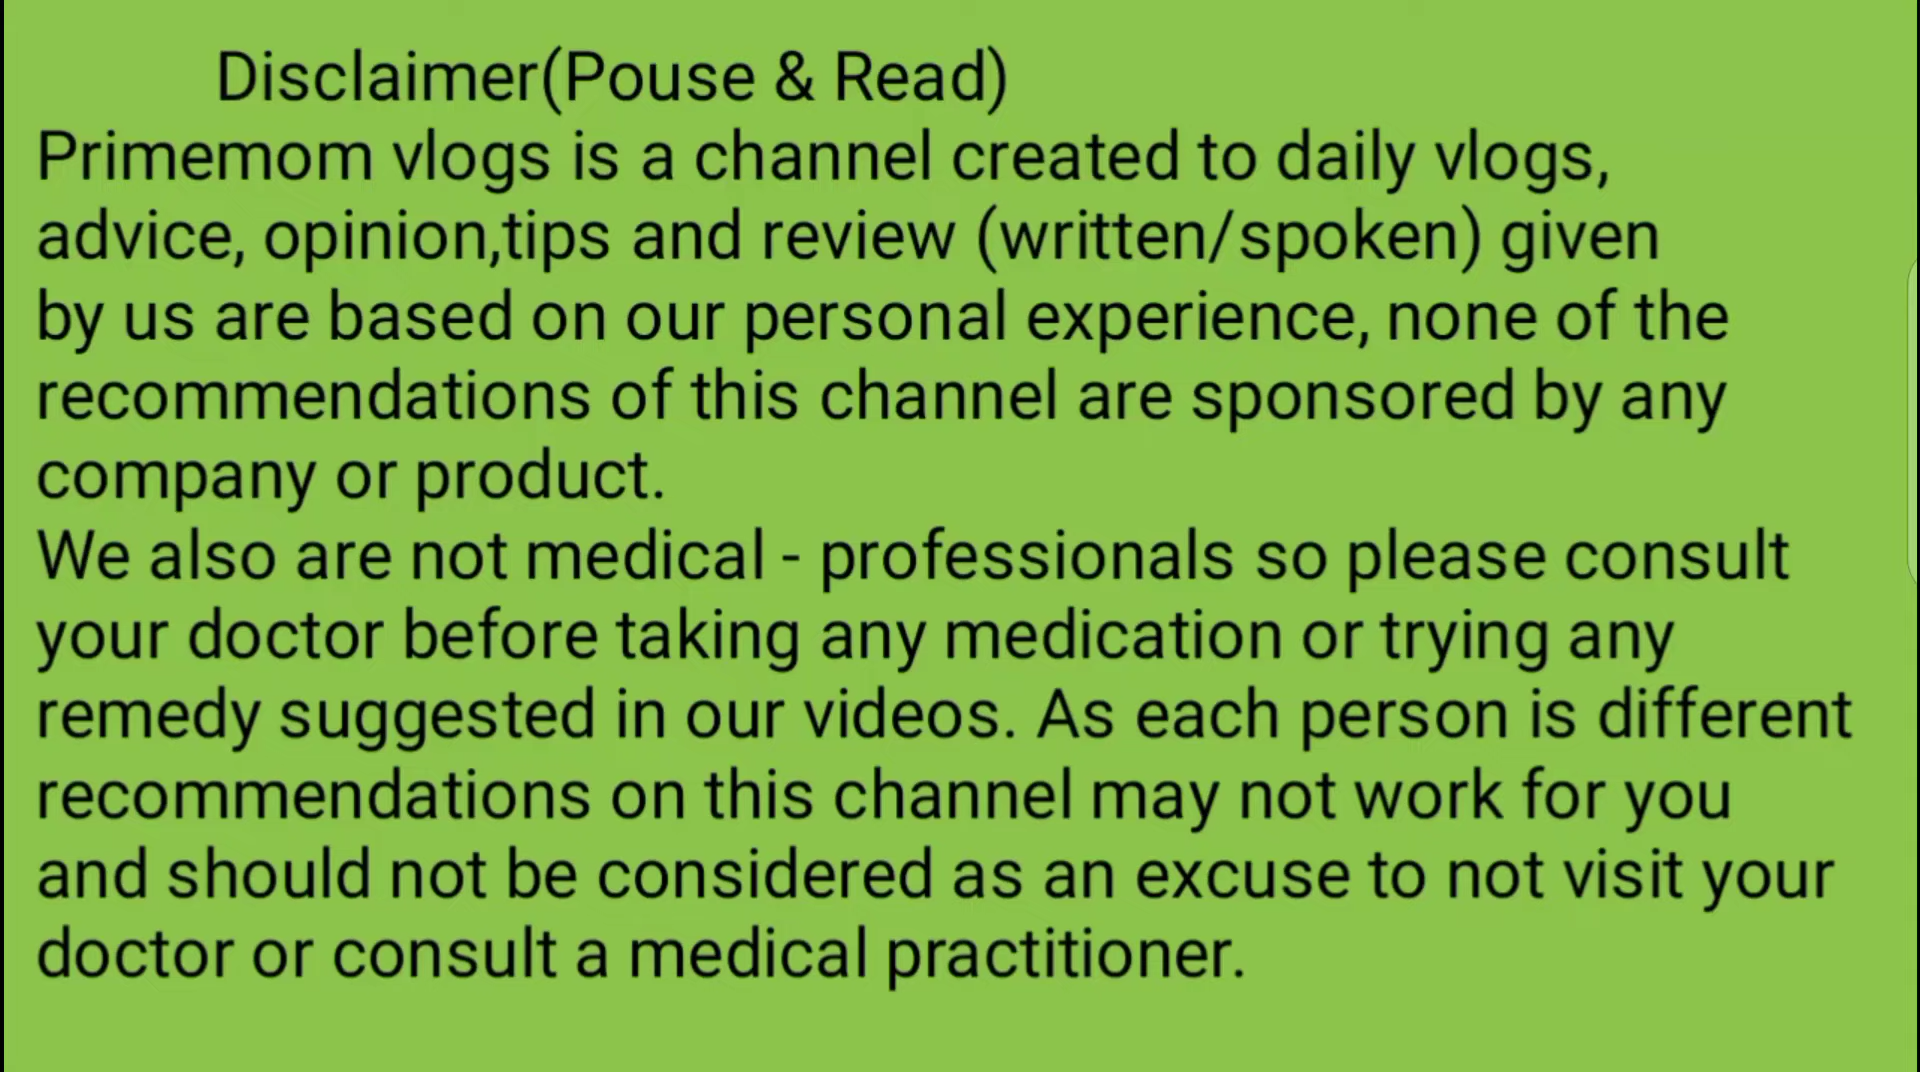 Disclaimer(Pouse & Read)
Primemom vlogs is a channel created to daily vlogs,
advice, opinion,tips and review (written/spoken) given
by us are based on our personal experience, none of the
recommendations of this channel are sponsored by any
company or product.
We also are not medical - professionals so please consult
your doctor before taking any medication or trying any
remedy suggested in our videos. As each person is different
recommendations on this channel may not work for you
and should not be considered as an excuse to not visit your
doctor or consult a medical practitioner.